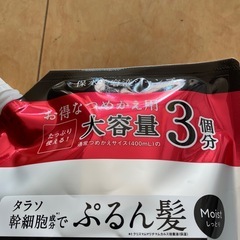 お得なつめかえ用
たっぷり
使える!
大容量3個分
通常つめかえサイズ(400mL)の
タラソ
幹細胞成分で
ぷるん髪
Moist
しっとり